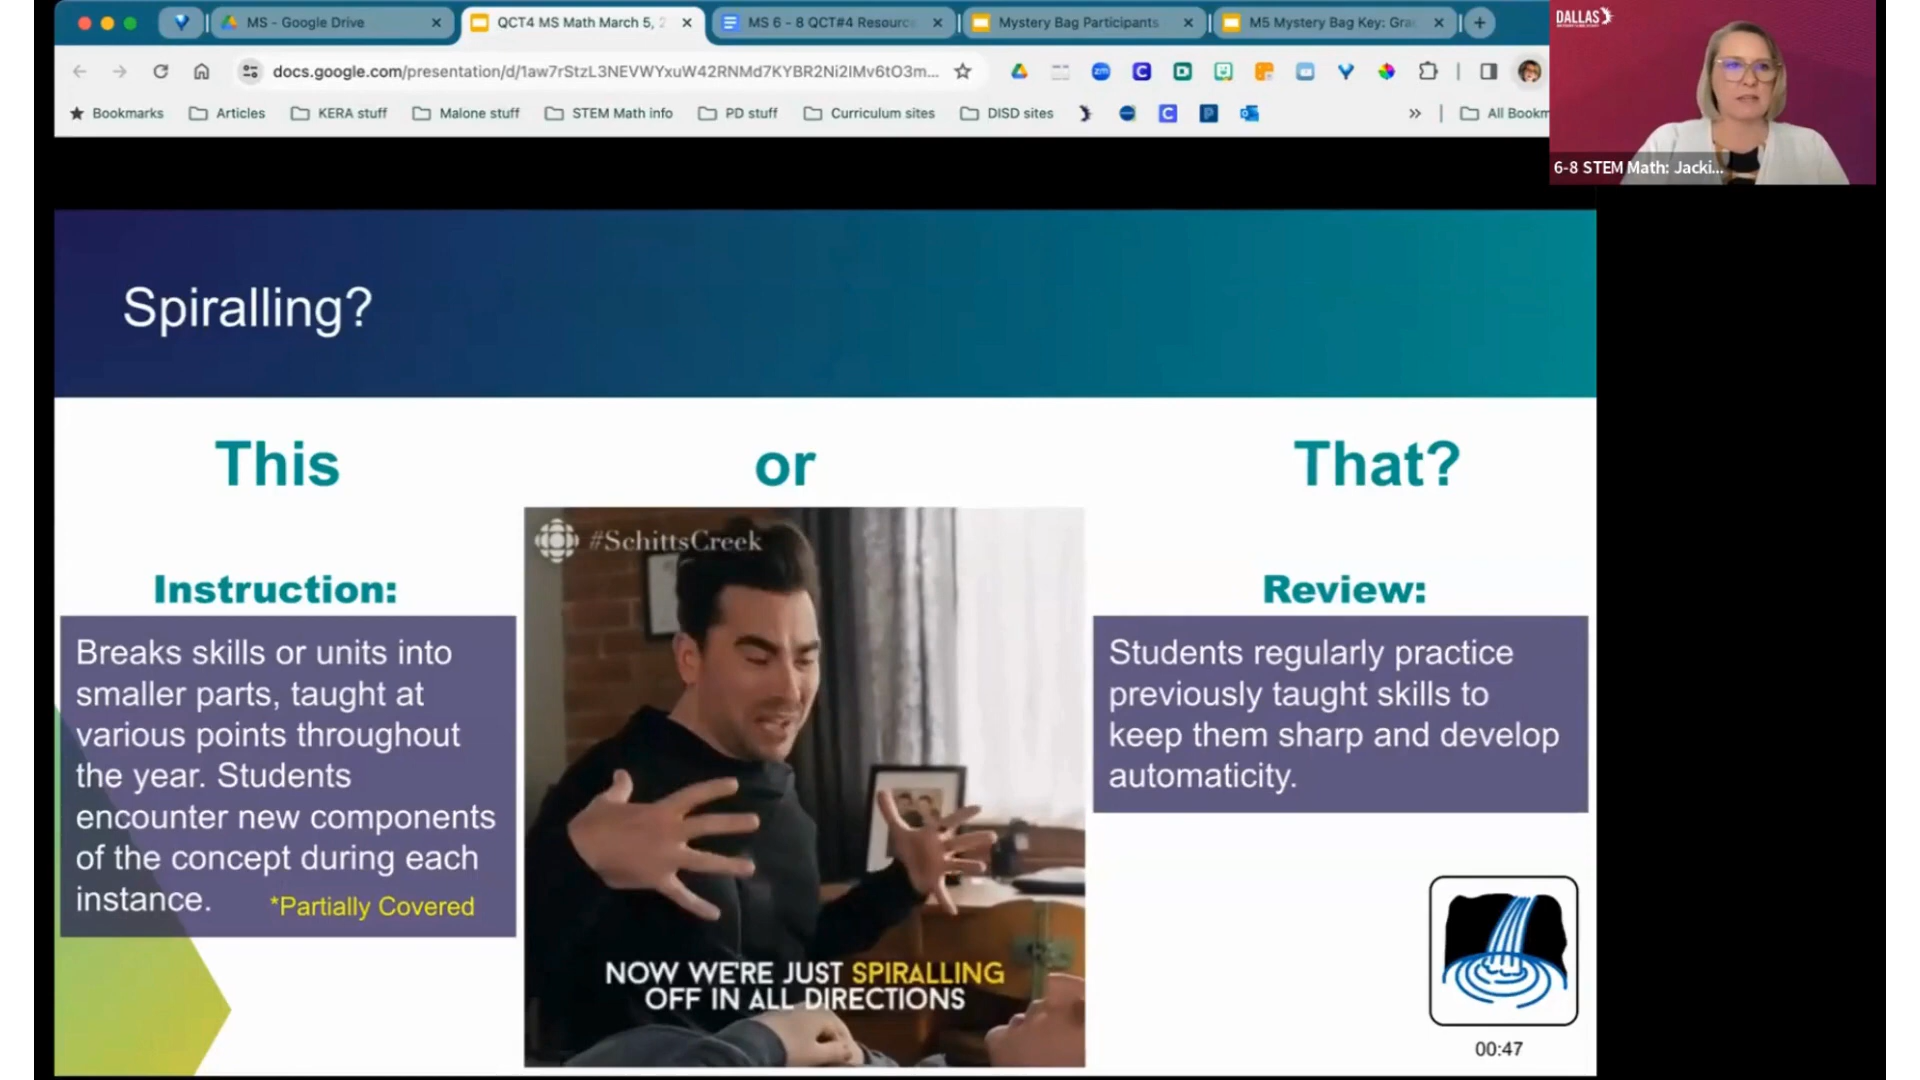 MS - Google Drive
QCT4 MS Math March 5, 2
MS 6 - 8 QCT#4 Resourc
Mystery Bag Participants
M5 Mystery Bag Key: Gra
docs.google.com/presentation/d/1aw7rStzL3NEVWYxuW42RNMd7KYBR2Ni2IMv6tO3m...
Bookmarks
Articles
KERA stuff
Malone stuff
STEM Math info
PD stuff
Curriculum sites
DISD sites
All Bookm
DALLAS
6-8 STEM Math: Jacki...
Spiralling?
This
or
That?
Instruction:
Breaks skills or units into
smaller parts, taught at
various points throughout
the year. Students
encounter new components
of the concept during each
instance.
*Partially Covered
#SchittsCreek
NOW WE'RE JUST SPIRALLING
OFF IN ALL DIRECTIONS
Review:
Students regularly practice
previously taught skills to
keep them sharp and develop
automaticity.
00:47